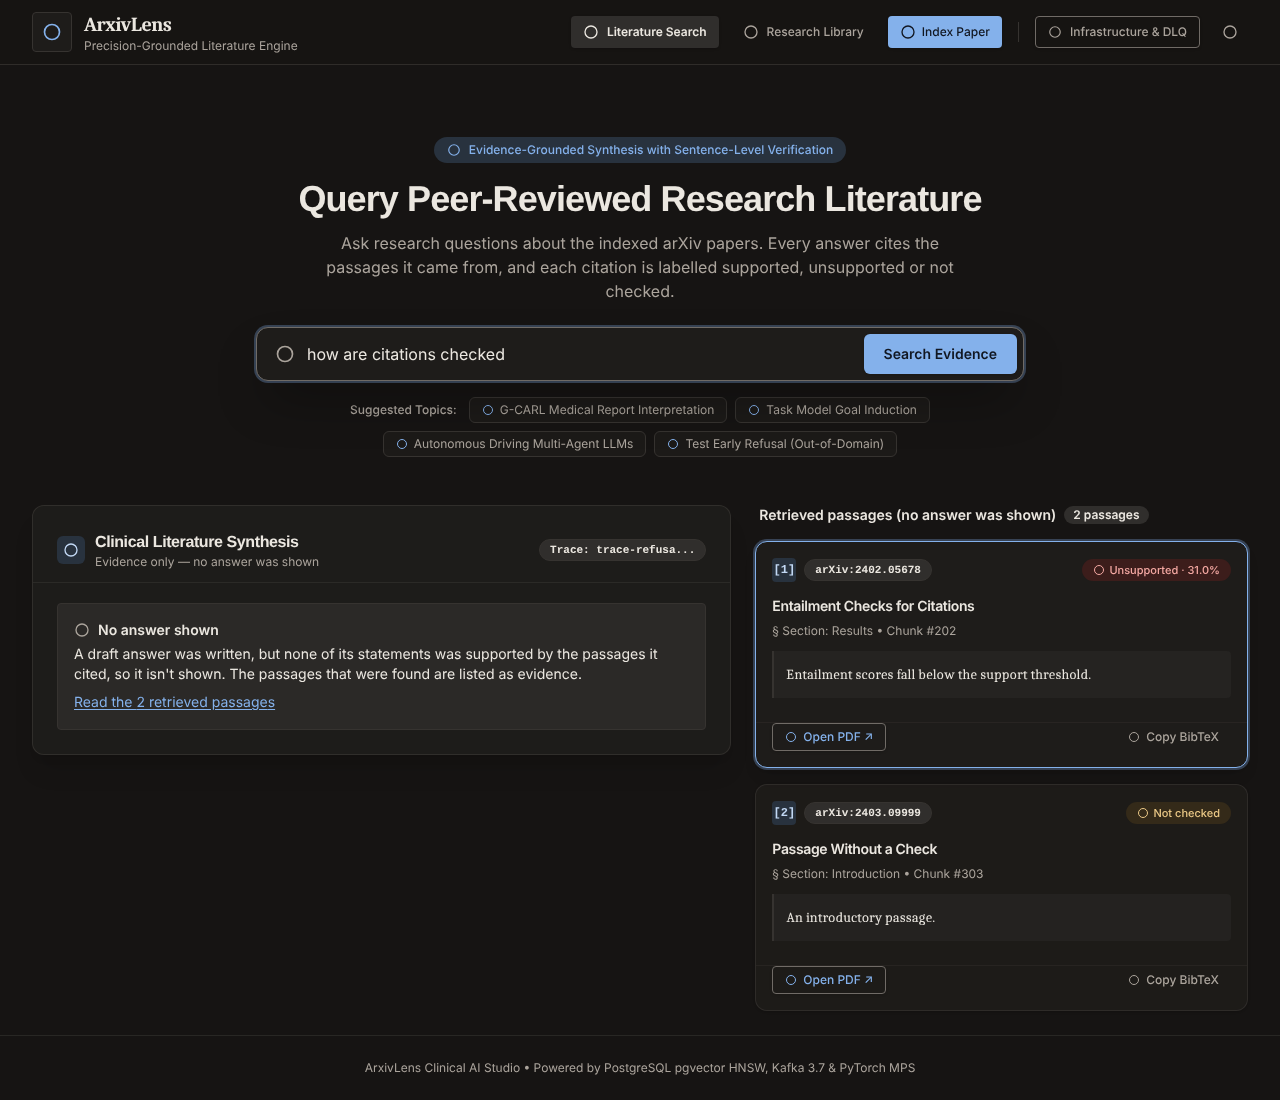 ArxivLens
Precision-Grounded Literature Engine
Literature Search
Research Library
Index Paper
Infrastructure & DLQ
Evidence-Grounded Synthesis with Sentence-Level Verification
Query Peer-Reviewed Research Literature
Ask research questions about the indexed arXiv papers. Every answer cites the
passages it came from, and each citation is labelled supported, unsupported or not
checked.
how are citations checked
Search Evidence
Suggested Topics:
G-CARL Medical Report Interpretation
Task Model Goal Induction
Autonomous Driving Multi-Agent LLMs
Test Early Refusal (Out-of-Domain)
Clinical Literature Synthesis
Evidence only — no answer was shown
Trace: trace-refusa...
No answer shown
A draft answer was written, but none of its statements was supported by the passages it
cited, so it isn't shown. The passages that were found are listed as evidence.
Read the 2 retrieved passages
Retrieved passages (no answer was shown)
2 passages
[1]
arXiv:2402.05678
Unsupported · 31.0%
Entailment Checks for Citations
§ Section: Results • Chunk #202
Entailment scores fall below the support threshold.
Open PDF ↗
Copy BibTeX
[2]
arXiv:2403.09999
Not checked
Passage Without a Check
§ Section: Introduction • Chunk #303
An introductory passage.
Open PDF ↗
Copy BibTeX
ArxivLens Clinical AI Studio • Powered by PostgreSQL pgvector HNSW, Kafka 3.7 & PyTorch MPS